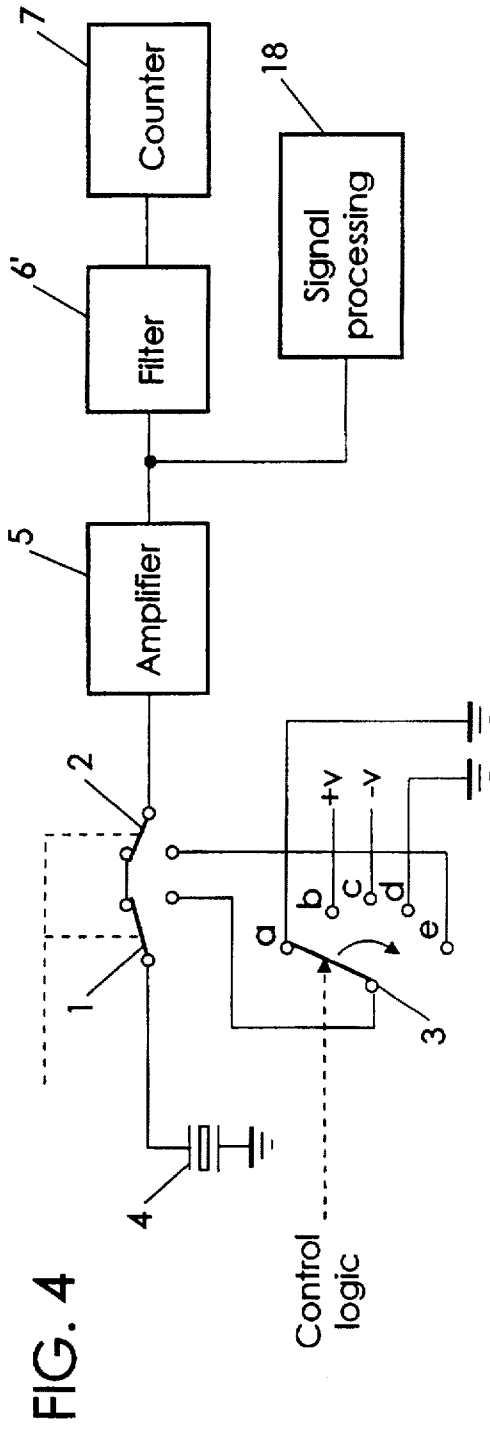 FIG. 4
4
1
2
5
Amplifier
6'
Filter
7
Counter
18
Signal
processing
Control
logic
3
a
b
c
d
e
+v
-v